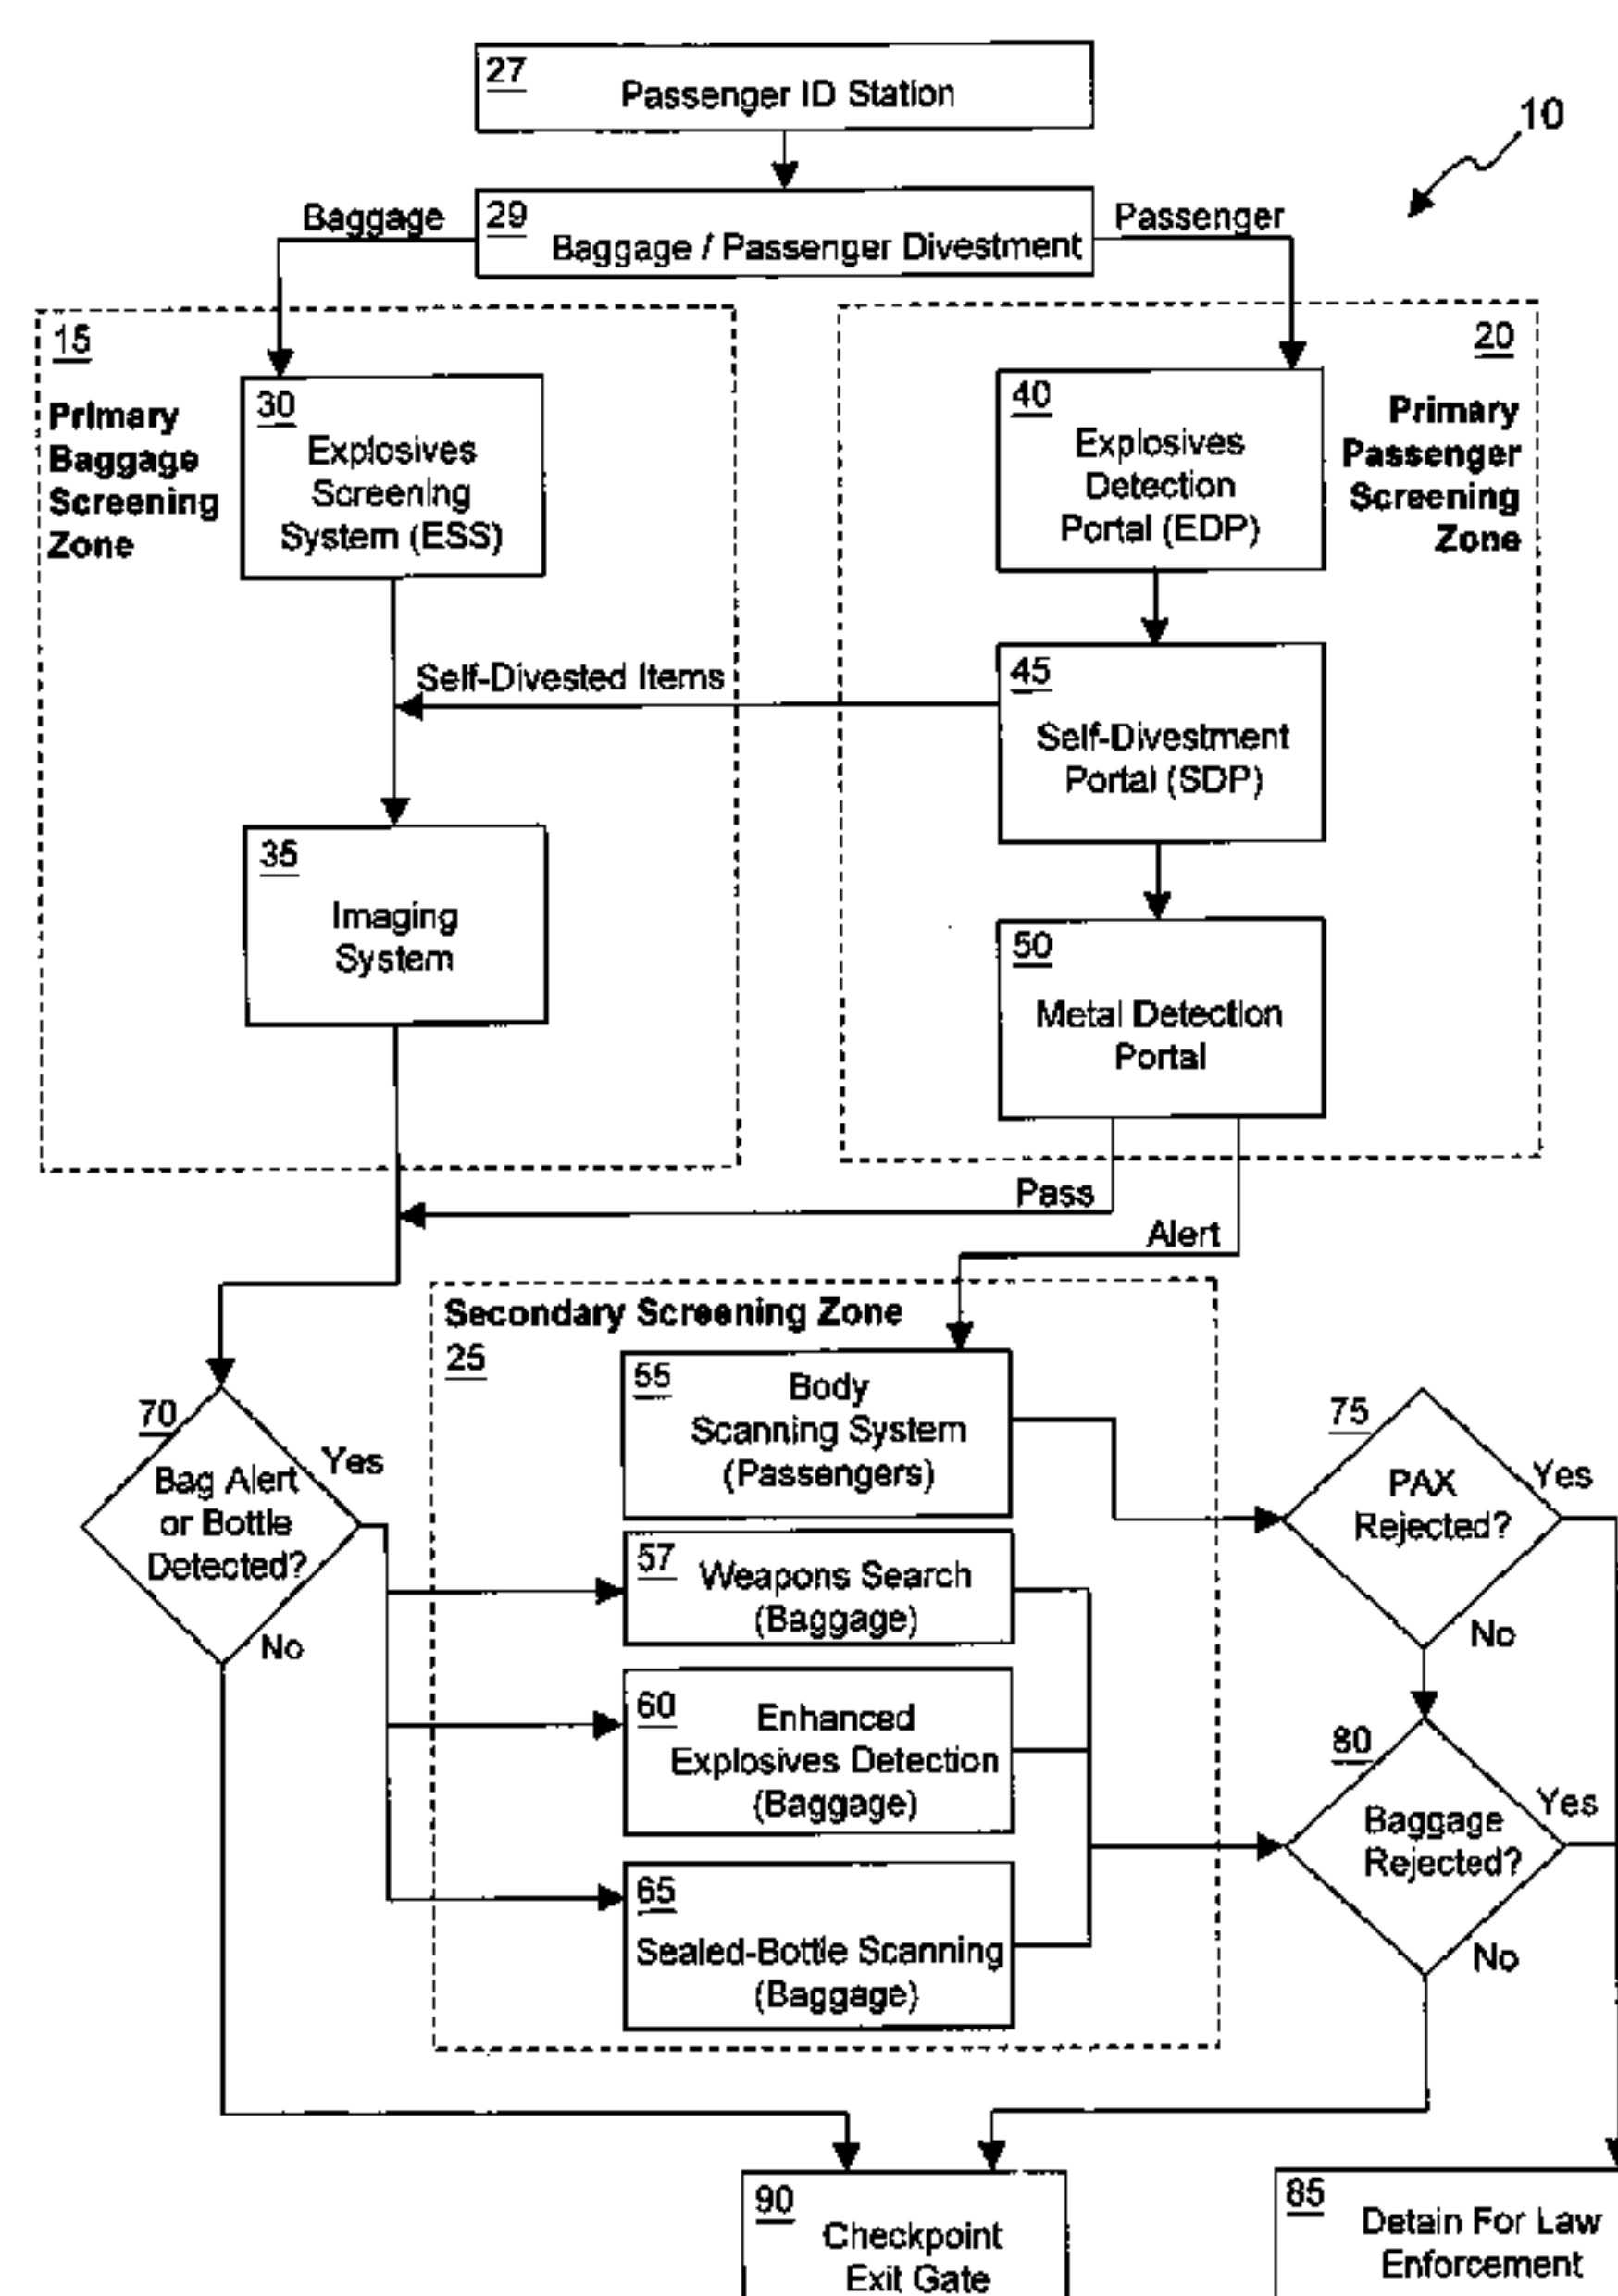 27
Passenger ID Station
10
Baggage
29
Baggage / Passenger Divestment
Passenger
15
Primary
Baggage
Screening
Zone
30
Explosives
Screening
System (ESS)
20
Primary
Passenger
Screening
Zone
40
Explosives
Detection
Portal (EDP)
Self-Divested Items
45
Self-Divestment
Portal (SDP)
35
Imaging
System
50
Metal Detection
Portal
Pass
Alert
Secondary Screening Zone
25
55
Body
Scanning System
(Passengers)
70
Bag Alert
or Bottle
Detected?
Yes
No
57
Weapons Search
(Baggage)
60
Enhanced
Explosives Detection
(Baggage)
65
Sealed-Bottle Scanning
(Baggage)
75
PAX
Rejected?
Yes
No
80
Baggage
Rejected?
Yes
No
90
Checkpoint
Exit Gate
85
Detain For Law
Enforcement